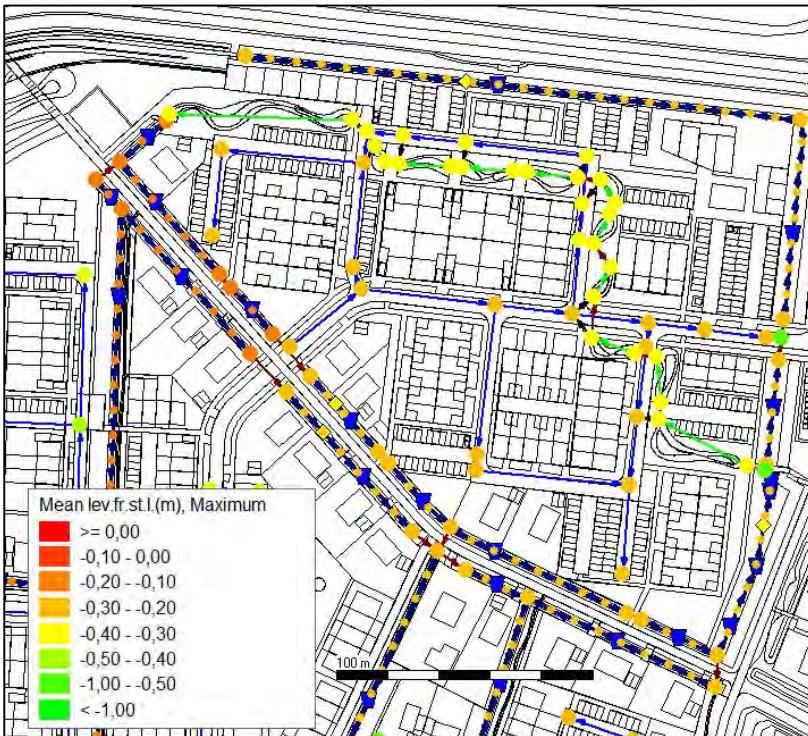 Mean lev.fr.st.l.(m), Maximum
>= 0,00
-0,10 - 0,00
-0,20 - -0,10
-0,30 - -0,20
-0,40 - -0,30
-0,50 - -0,40
-1,00 - -0,50
< -1,00
100 m